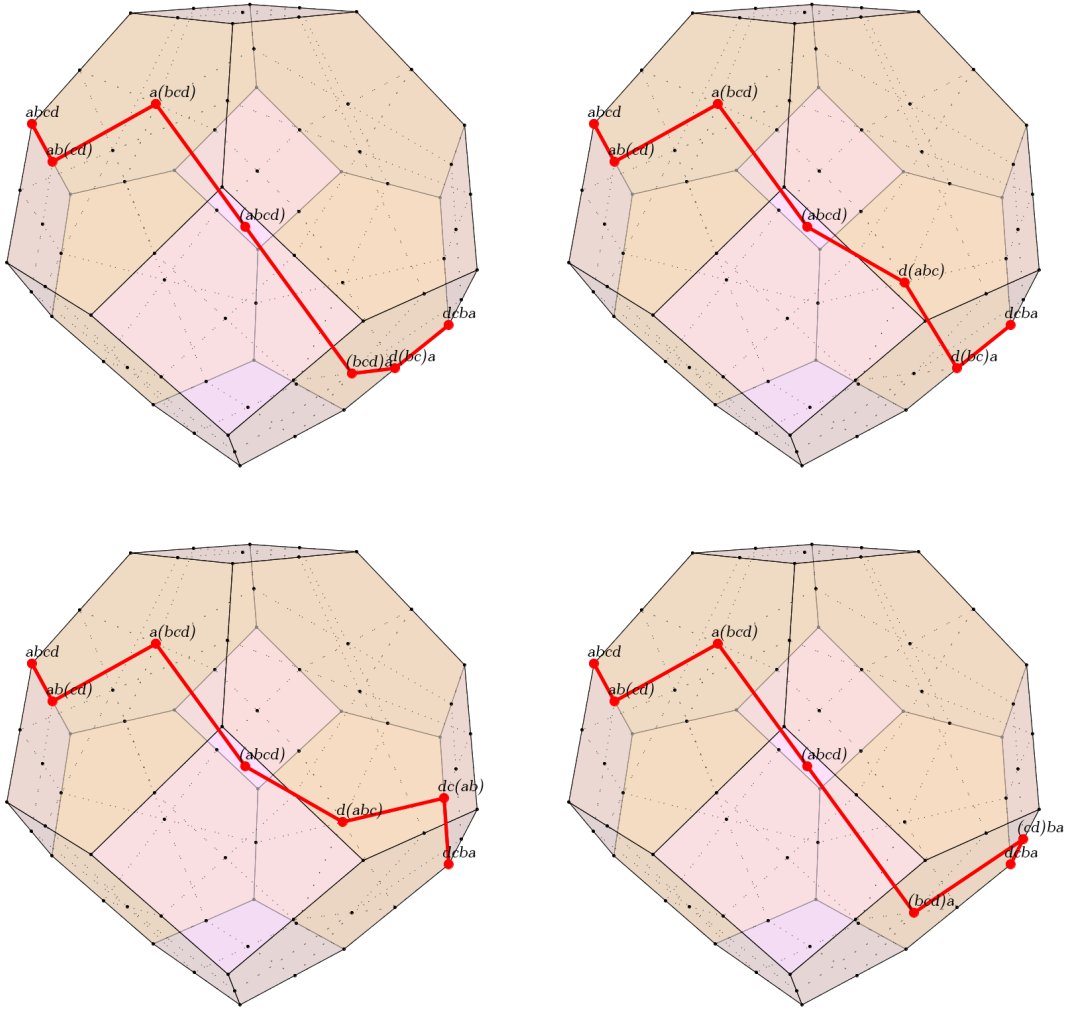 a(bcd)
abcd
ab(cd)
(abcd)
dcba
(bcd)a
d(bc)a
a(bcd)
abcd
ab(cd)
(abcd)
d(abc)
dcba
d(bc)a
a(bcd)
abcd
ab(cd)
(abcd)
dc(ab)
d(abc)
dcba
a(bcd)
abcd
ab(cd)
(abcd)
(cd)ba
dcba
(bcd)a